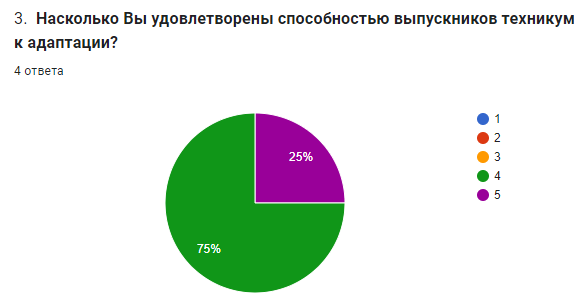 3. Насколько Вы удовлетворены способностью выпускников техникум
к адаптации?
4 ответа
25%
75%
1
2
3
4
5